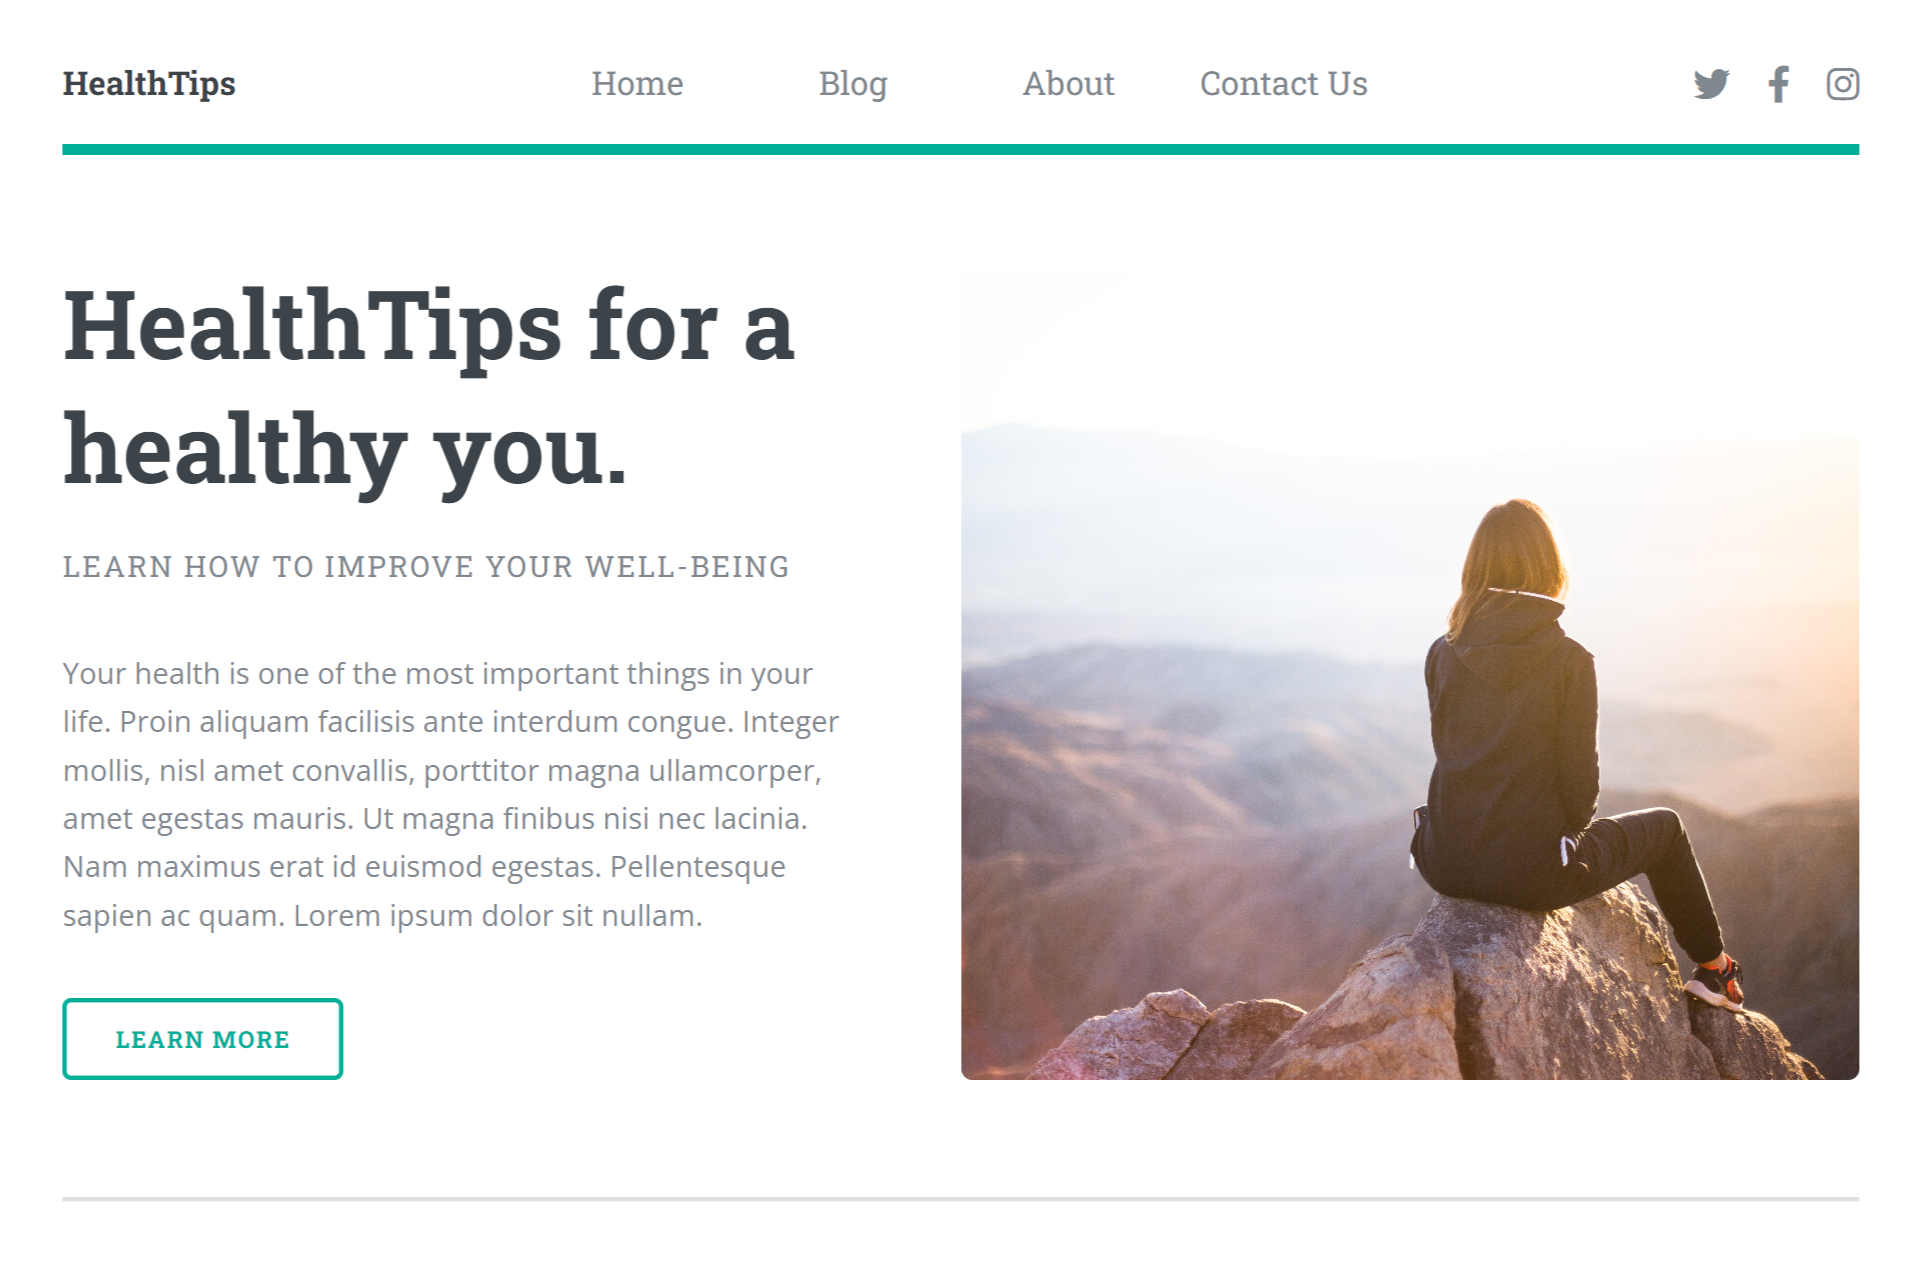 HealthTips
Home
Blog
About
Contact Us
HealthTips for a
healthy you.
LEARN HOW TO IMPROVE YOUR WELL-BEING
Your health is one of the most important things in your
life. Proin aliquam facilisis ante interdum congue. Integer
mollis, nisl amet convallis, porttitor magna ullamcorper,
amet egestas mauris. Ut magna finibus nisi nec lacinia.
Nam maximus erat id euismod egestas. Pellentesque
sapien ac quam. Lorem ipsum dolor sit nullam.
LEARN MORE